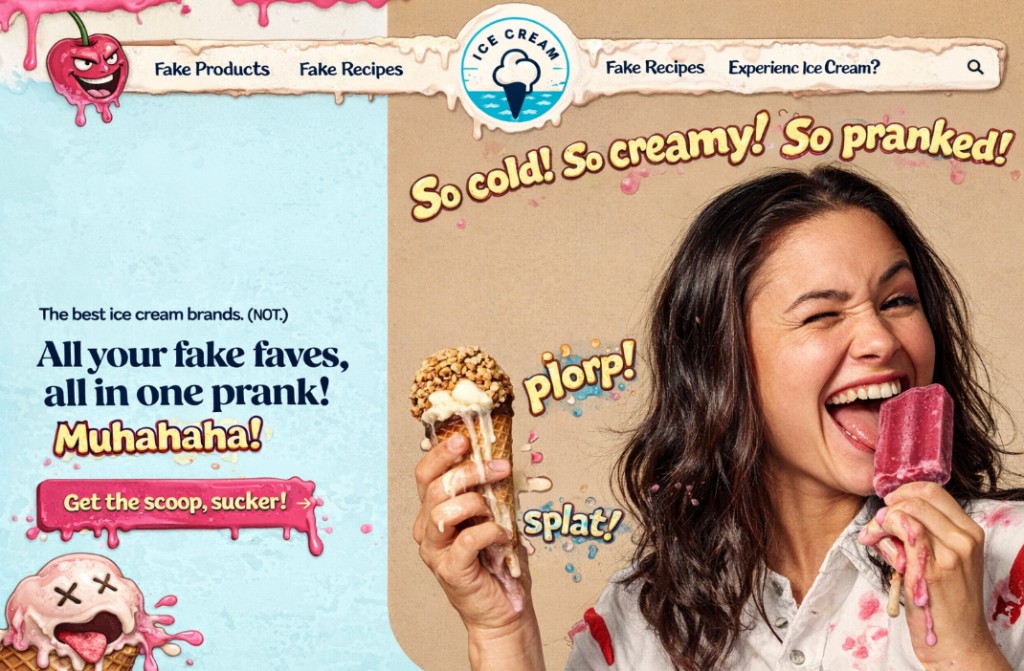 Fake Products
Fake Recipes
ICE CREAM
Fake Recipes
Experienc Ice Cream?
So cold! So creamy! So pranked!
The best ice cream brands. (NOT.)
All your fake faves,
all in one prank!
Muhahaha!
Get the scoop, sucker! →
plorp!
splat!